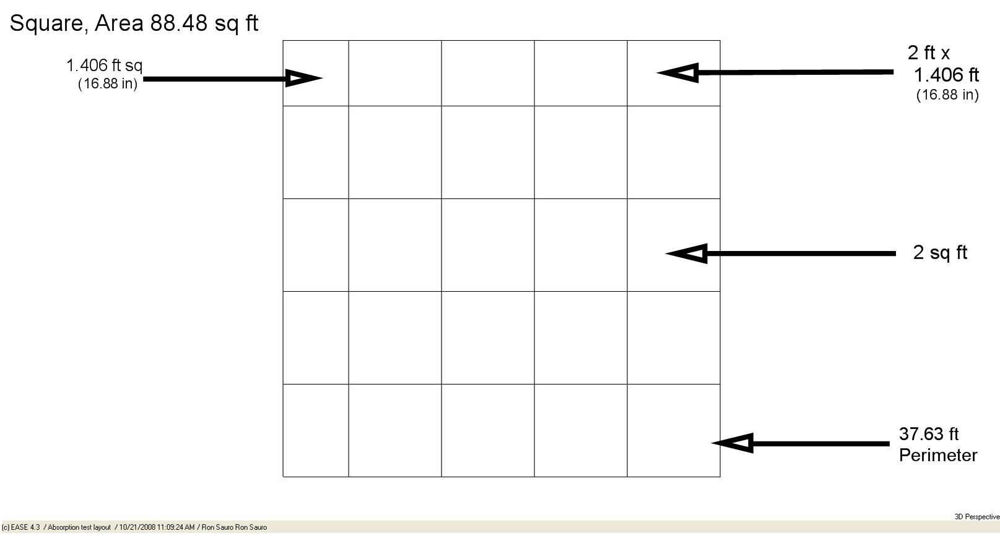 Square, Area 88.48 sq ft
1.406 ft sq
(16.88 in)
2 ft x
1.406 ft
(16.88 in)
2 sq ft
37.63 ft
Perimeter
3D Perspective
(c) EASE 4.3 / Absorption test layout / 10/21/2008 11:09:24 AM / Ron Sauro Ron Sauro